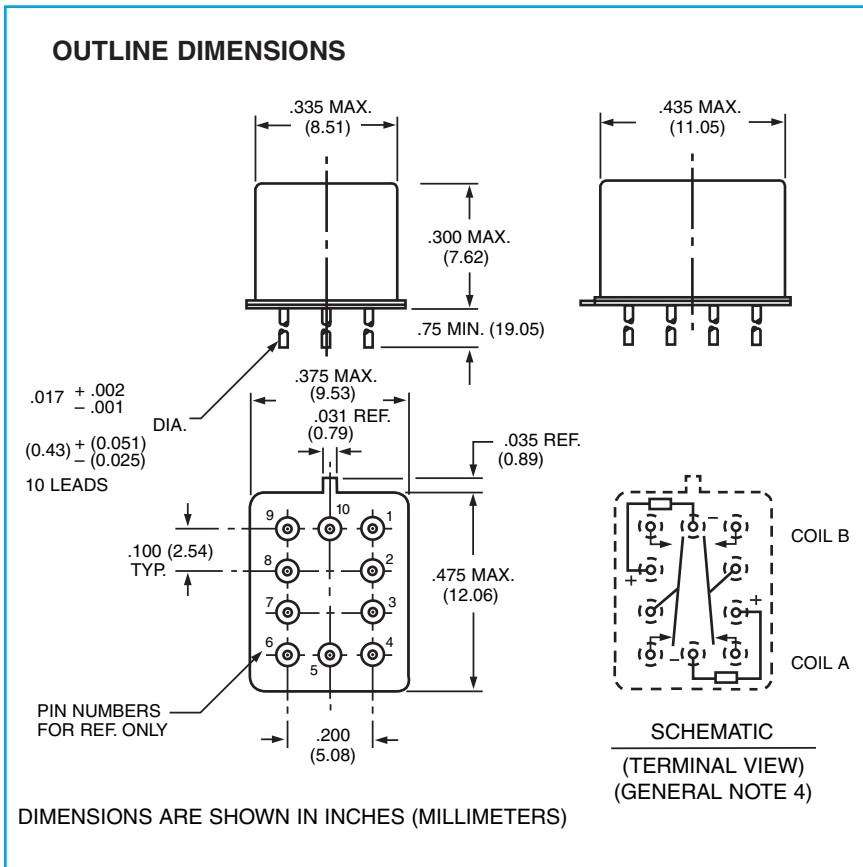 OUTLINE DIMENSIONS
.335 MAX.
(8.51)
.435 MAX.
(11.05)
.300 MAX.
(7.62)
.75 MIN. (19.05)
.017 + .002
– .001
DIA.
(0.43) + (0.051)
– (0.025)
10 LEADS
.375 MAX.
(9.53)
.031 REF.
(0.79)
.035 REF.
(0.89)
9 10 1
8 2
7 3
6 5 4
.100 (2.54)
TYP.
.475 MAX.
(12.06)
PIN NUMBERS
FOR REF. ONLY
.200
(5.08)
–
COIL B
+
+
–
COIL A
SCHEMATIC
(TERMINAL VIEW)
(GENERAL NOTE 4)
DIMENSIONS ARE SHOWN IN INCHES (MILLIMETERS)